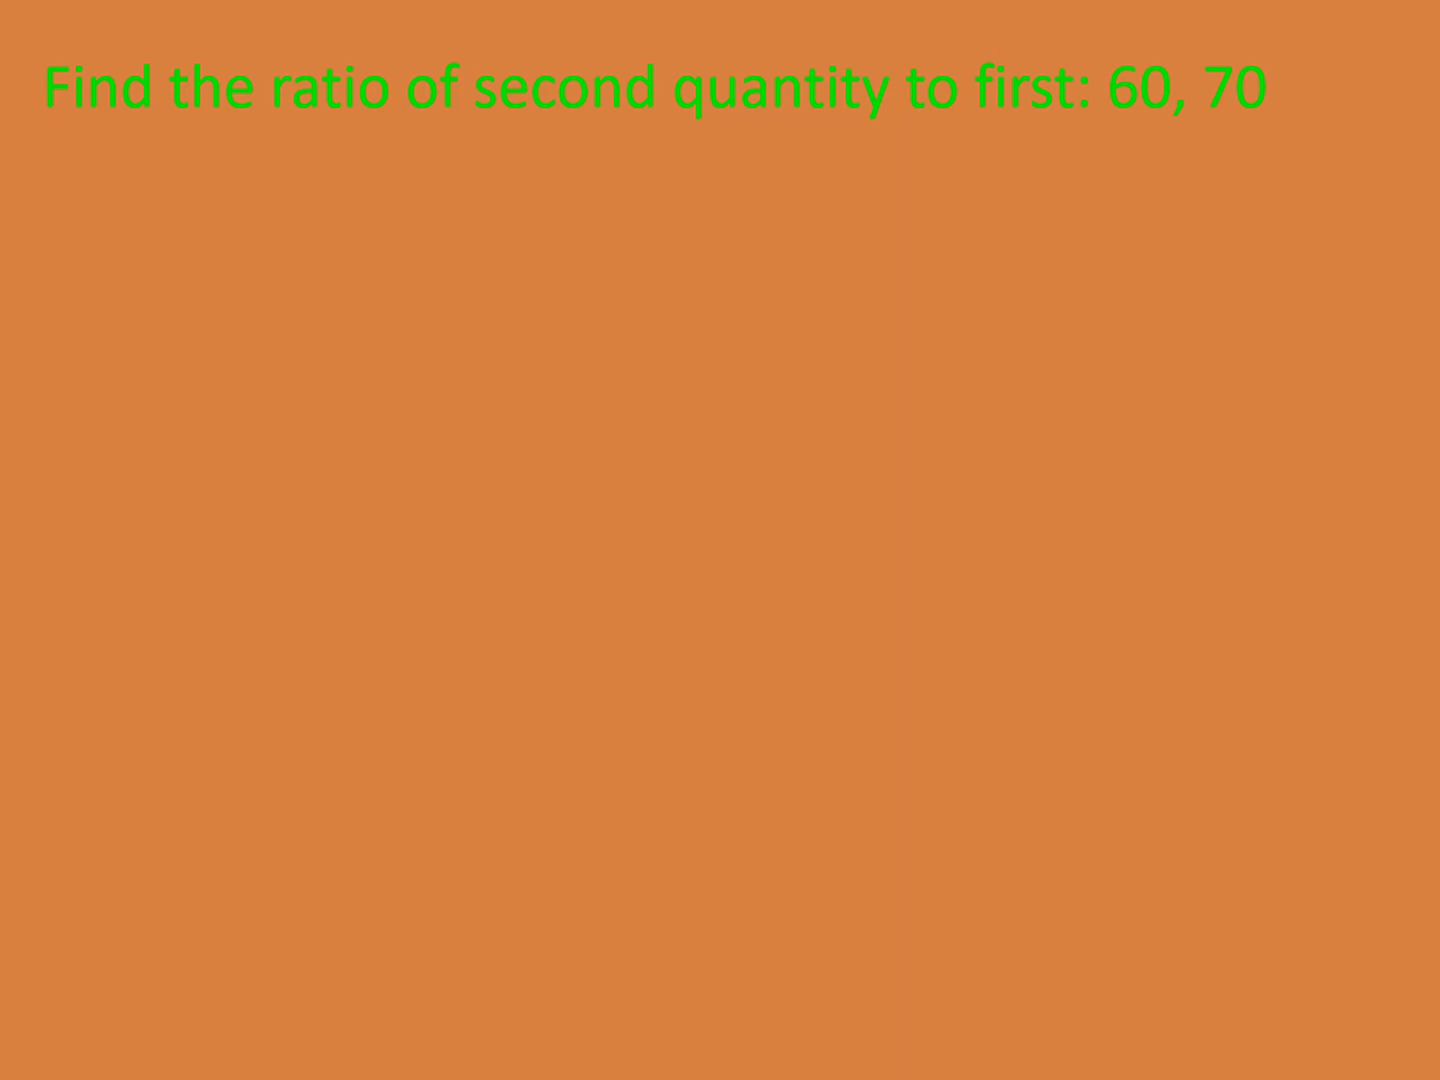 Find the ratio of second quantity to first: 60, 70